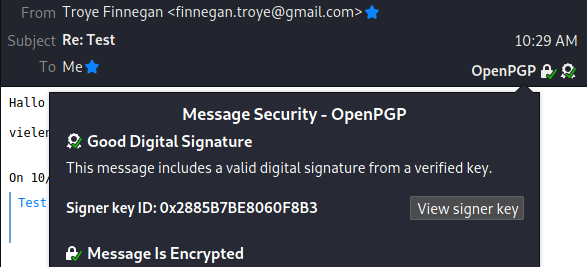 From Troye Finnegan <finnegan.troye@gmail.com>
Subject Re: Test 10:29 AM
To Me OpenPGP
Hallo
Message Security - OpenPGP
vielen
Good Digital Signature
This message includes a valid digital signature from a verified key.
On 10/
Test
Signer key ID: 0x2885B7BE8060F8B3 View signer key
Message Is Encrypted